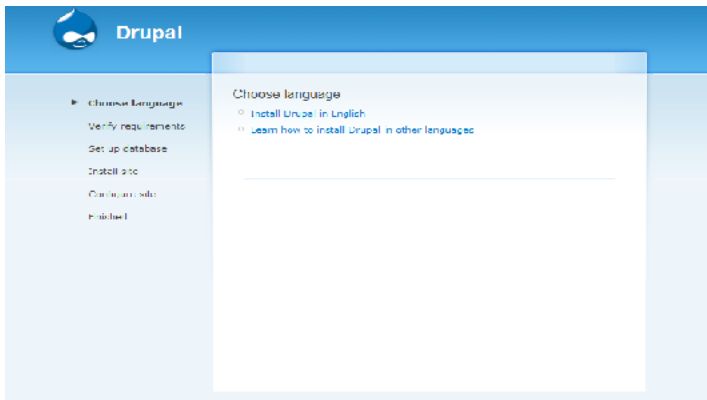 Drupal
Choose language
Verify requirements
Set up database
Install site
Configure site
Finished
Choose language
Install Drupal in English
Learn how to install Drupal in other languages